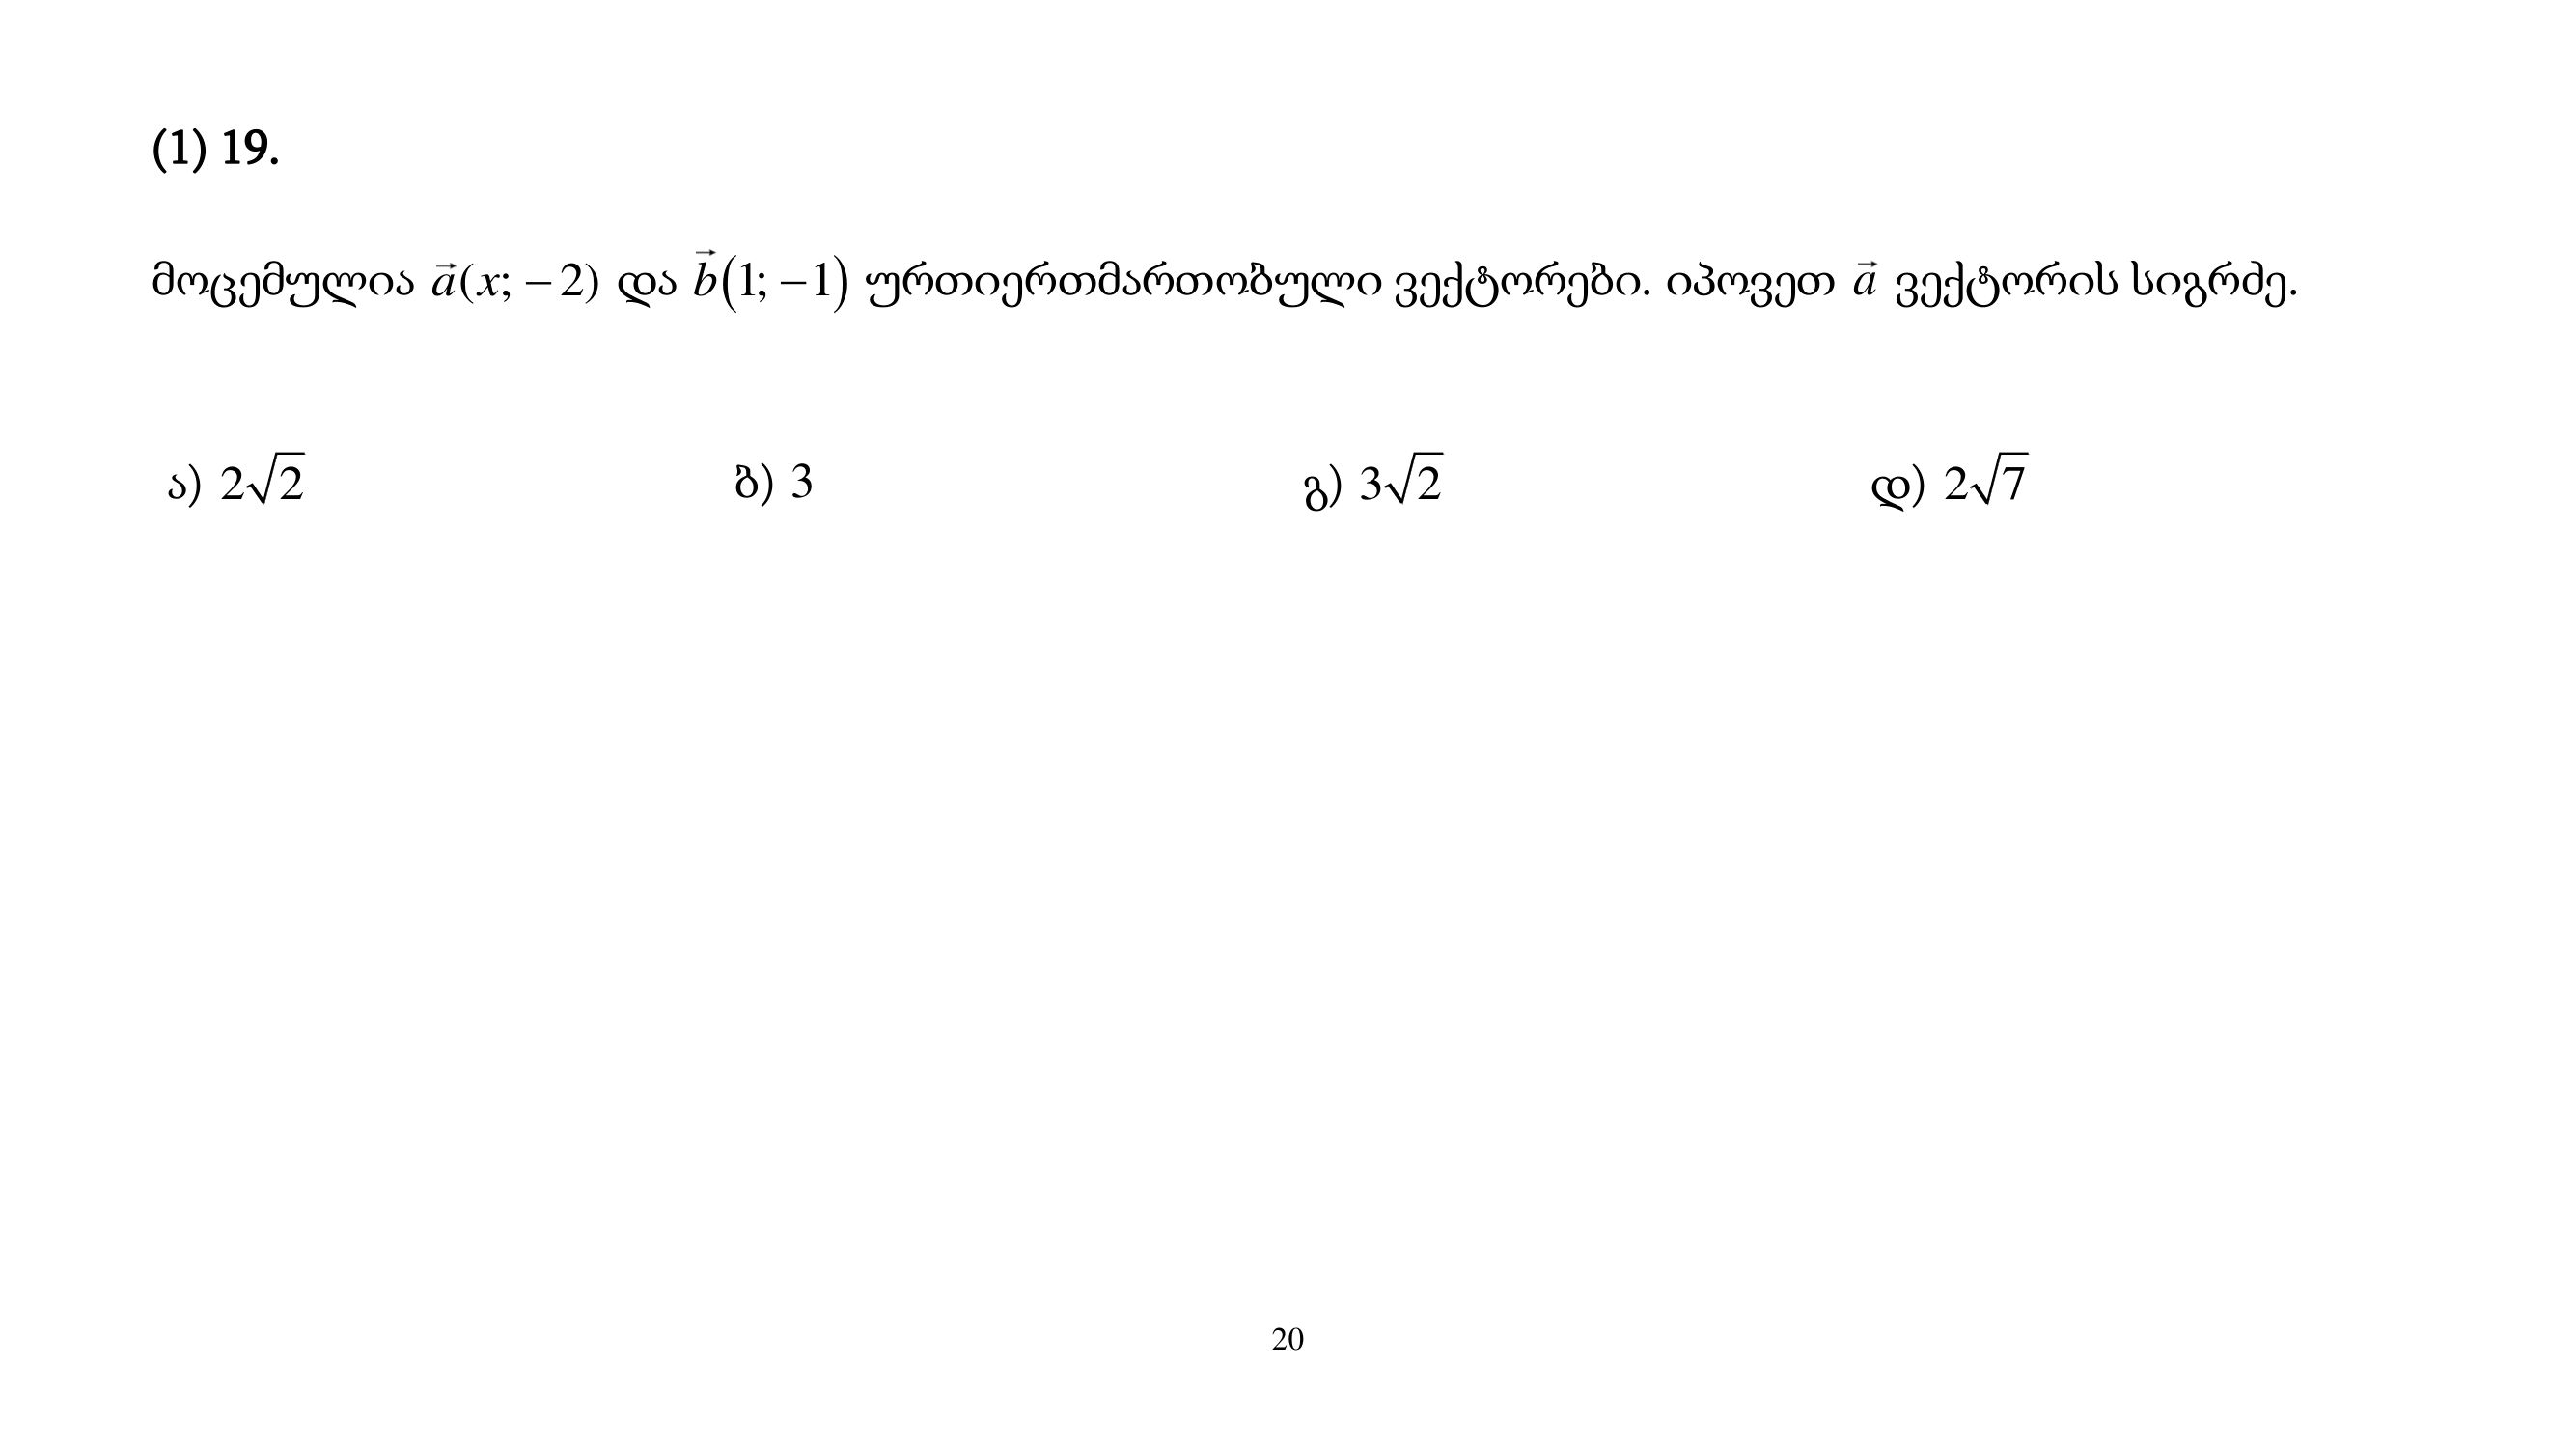 (1) 19.
მოცემულია $\vec{a}(x; -2)$ და $\vec{b}(1; -1)$ ურთიერთმართობული ვექტორები. იპოვეთ $\vec{a}$ ვექტორის სიგრძე.
ა) $2\sqrt{2}$ ბ) 3 გ) $3\sqrt{2}$ დ) $2\sqrt{7}$
20